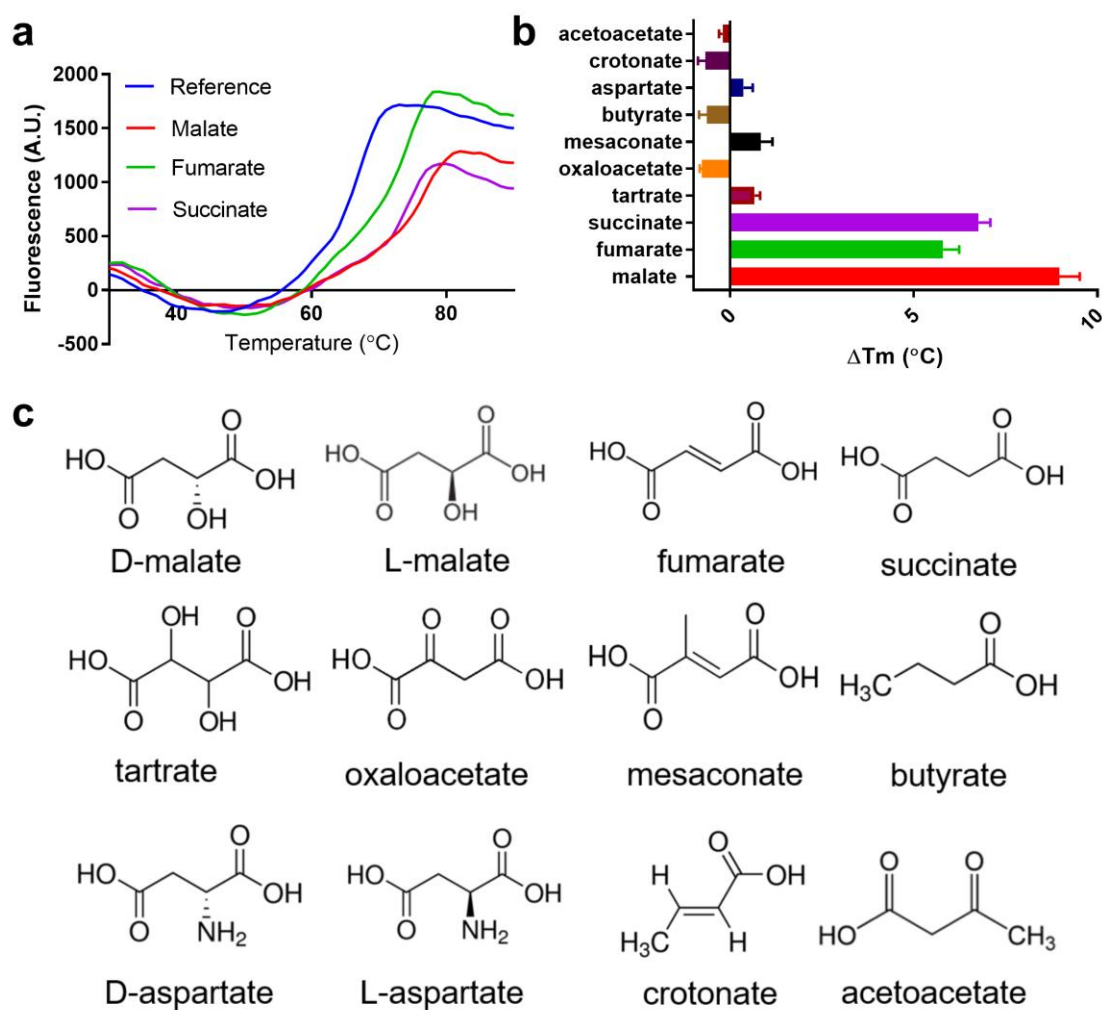 a
2000
1500
1000
500
0
-500
40
60
80
Fluorescence (A.U.)
Temperature (°C)
Reference
Malate
Fumarate
Succinate
b
acetoacetate
crotonate
aspartate
butyrate
mesaconate
oxaloacetate
tartrate
succinate
fumarate
malate
0
5
10
ΔTm (°C)
c
HO O O OH OH
D-malate
HO O O OH OH
L-malate
HO O O OH
fumarate
HO O O OH
succinate
HO O OH OH O OH
tartrate
HO O O O OH
oxaloacetate
HO O O OH
mesaconate
H3C O OH
butyrate
HO O O OH NH2
D-aspartate
HO O O OH NH2
L-aspartate
H H3C H O OH
crotonate
HO O O CH3
acetoacetate